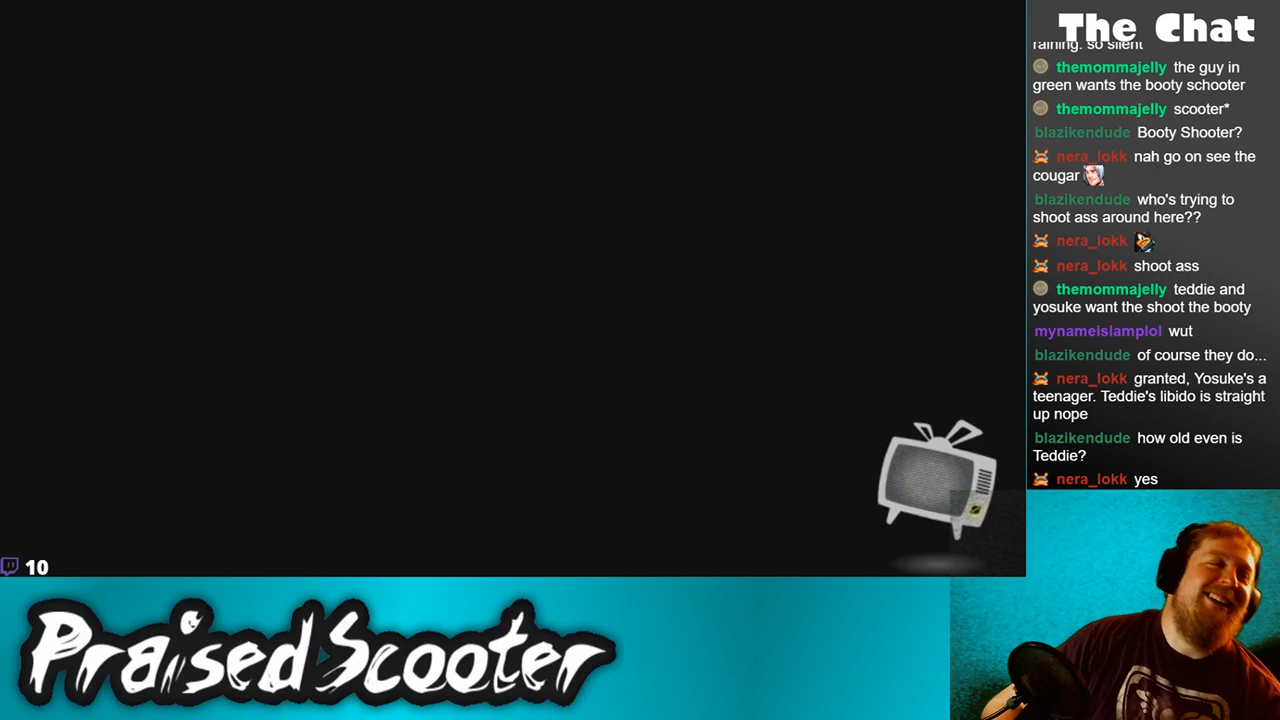 The Chat
raining. so silent
themommajelly the guy in
green wants the booty schooter
themommajelly scooter*
blazikendude Booty Shooter?
nera_lokk nah go on see the
cougar
blazikendude who's trying to
shoot ass around here??
nera_lokk
nera_lokk shoot ass
themommajelly teddie and
yosuke want the shoot the booty
mynameislamplol wut
blazikendude of course they do...
nera_lokk granted, Yosuke's a
teenager. Teddie's libido is straight
up nope
blazikendude how old even is
Teddie?
nera_lokk yes
10
PraisedScooter